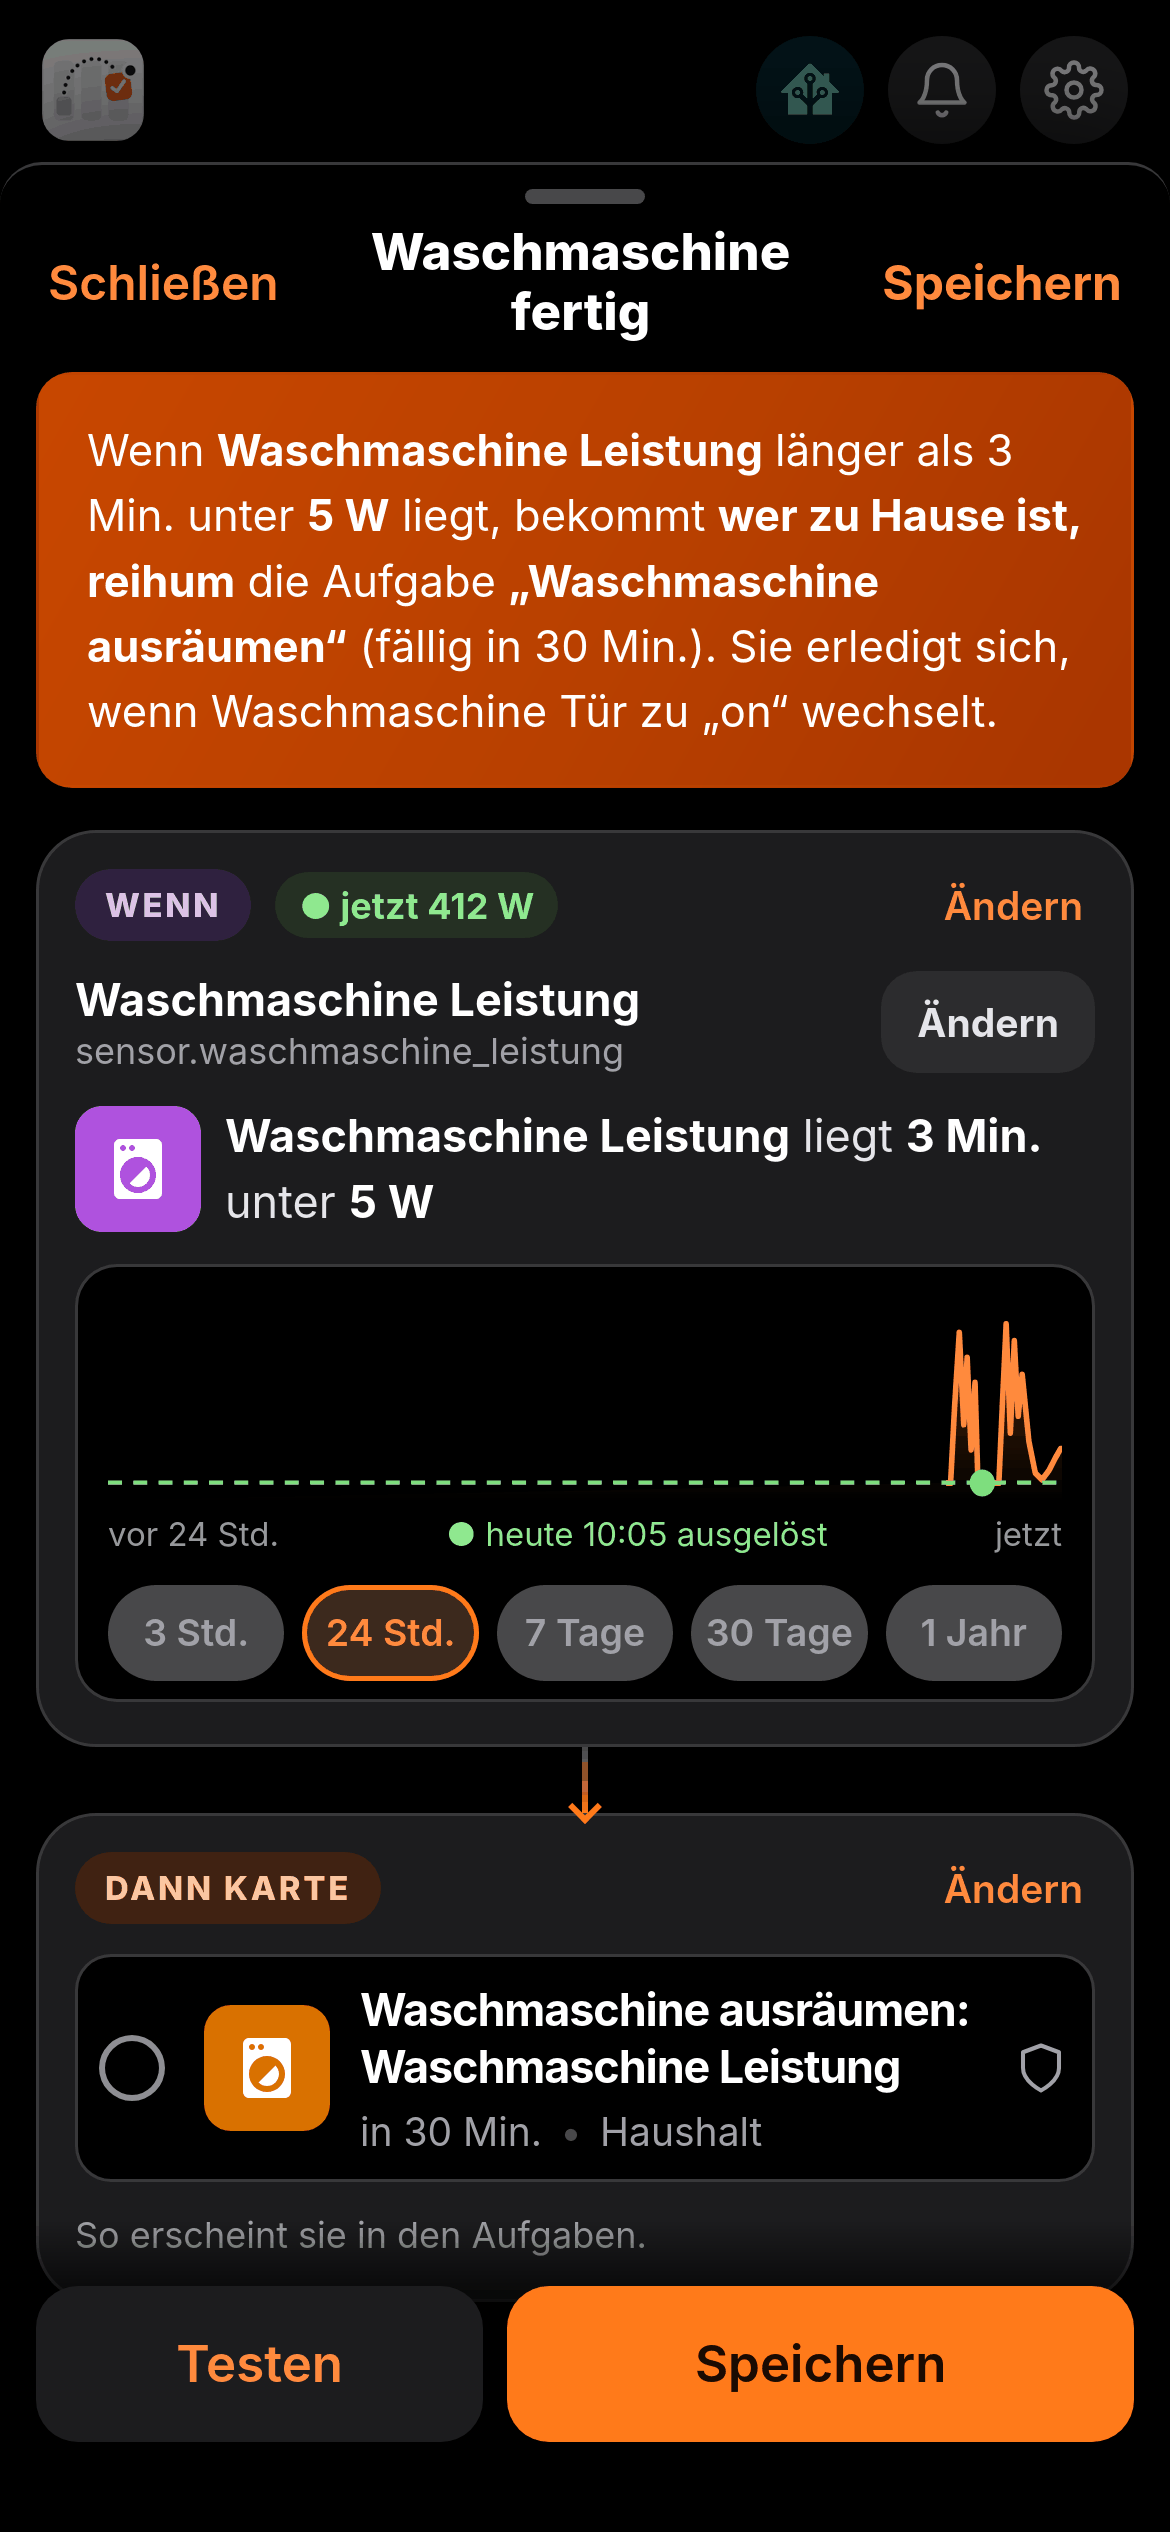 Schließen
Waschmaschine
fertig
Speichern
Wenn Waschmaschine Leistung länger als 3
Min. unter 5 W liegt, bekommt wer zu Hause ist,
reihum die Aufgabe „Waschmaschine
ausräumen“ (fällig in 30 Min.). Sie erledigt sich,
wenn Waschmaschine Tür zu „on“ wechselt.
WENN
jetzt 412 W
Ändern
Waschmaschine Leistung
sensor.waschmaschine_leistung
Ändern
Waschmaschine Leistung liegt 3 Min.
unter 5 W
vor 24 Std.
heute 10:05 ausgelöst
jetzt
3 Std.
24 Std.
7 Tage
30 Tage
1 Jahr
DANN KARTE
Ändern
Waschmaschine ausräumen:
Waschmaschine Leistung
in 30 Min. • Haushalt
So erscheint sie in den Aufgaben.
Testen
Speichern